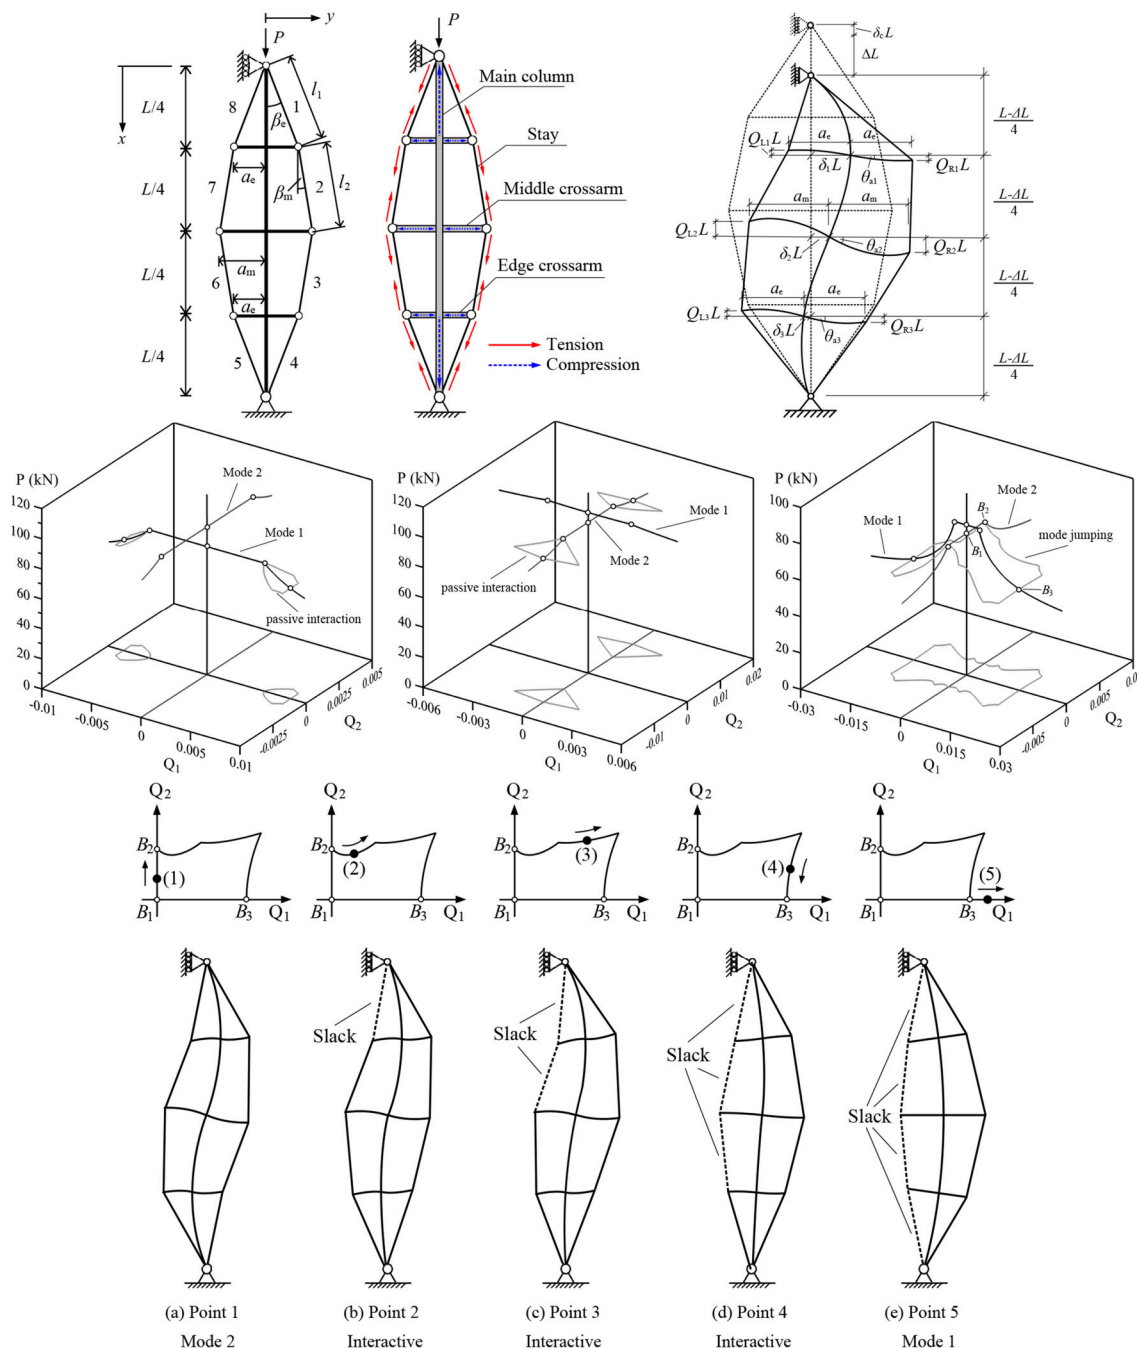 y
P
x
L/4
L/4
L/4
L/4
8
1
βe
l1
ae
7
βm
2
l2
6
am
3
ae
5
4
P
Main column
Stay
Middle crossarm
Edge crossarm
Tension
Compression
δcL
ΔL
QL1L
ae
ae
δ1L
θa1
QR1L
QL2L
am
am
δ2L
θa2
QR2L
QL3L
ae
ae
δ3L
θa3
QR3L
L-ΔL
4
L-ΔL
4
L-ΔL
4
L-ΔL
4
P (kN)
120
100
80
60
40
20
0
Mode 2
Mode 1
passive interaction
-0.01
-0.005
0
0.005
0.01
Q1
-0.0025
0
0.0025
0.005
Q2
P (kN)
120
100
80
60
40
20
0
Mode 1
Mode 2
passive interaction
-0.006
-0.003
0
0.003
0.006
Q1
-0.01
0
0.01
0.02
Q2
P (kN)
100
80
60
40
20
0
Mode 1
Mode 2
B2
B1
B3
mode jumping
-0.03
-0.015
0
0.015
0.03
Q1
-0.005
0
0.005
0.0
Q2
Q2
B2
(1)
B1
B3
Q1
Q2
B2
(2)
B1
B3
Q1
Q2
B2
(3)
B1
B3
Q1
Q2
B2
(4)
B1
B3
Q1
Q2
B2
(5)
B1
B3
Q1
Slack
Slack
Slack
Slack
(a) Point 1
Mode 2
(b) Point 2
Interactive
(c) Point 3
Interactive
(d) Point 4
Interactive
(e) Point 5
Mode 1